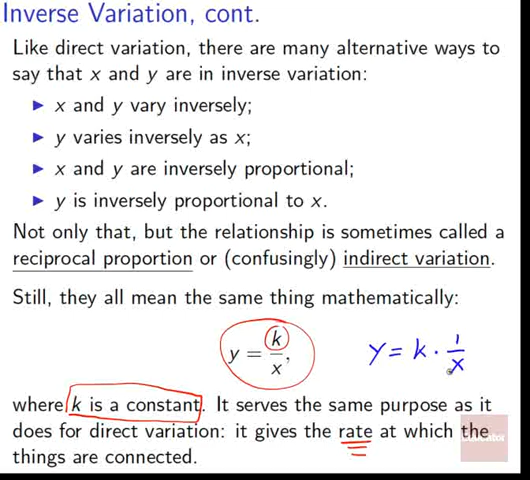 Inverse Variation, cont.
Like direct variation, there are many alternative ways to
say that x and y are in inverse variation:
▶ x and y vary inversely;
▶ y varies inversely as x;
▶ x and y are inversely proportional;
▶ y is inversely proportional to x.
Not only that, but the relationship is sometimes called a
reciprocal proportion or (confusingly) indirect variation.
Still, they all mean the same thing mathematically:
y = k/x, y = k · 1/x
where k is a constant. It serves the same purpose as it
does for direct variation: it gives the rate at which the
things are connected.